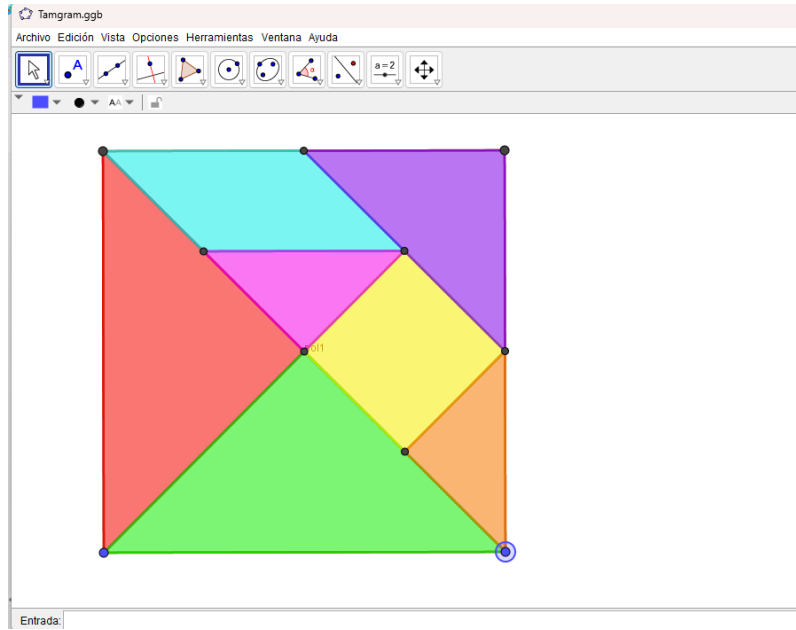 Tamgram.ggb
Archivo Edición Vista Opciones Herramientas Ventana Ayuda
A
a=2
AA
Entrada: